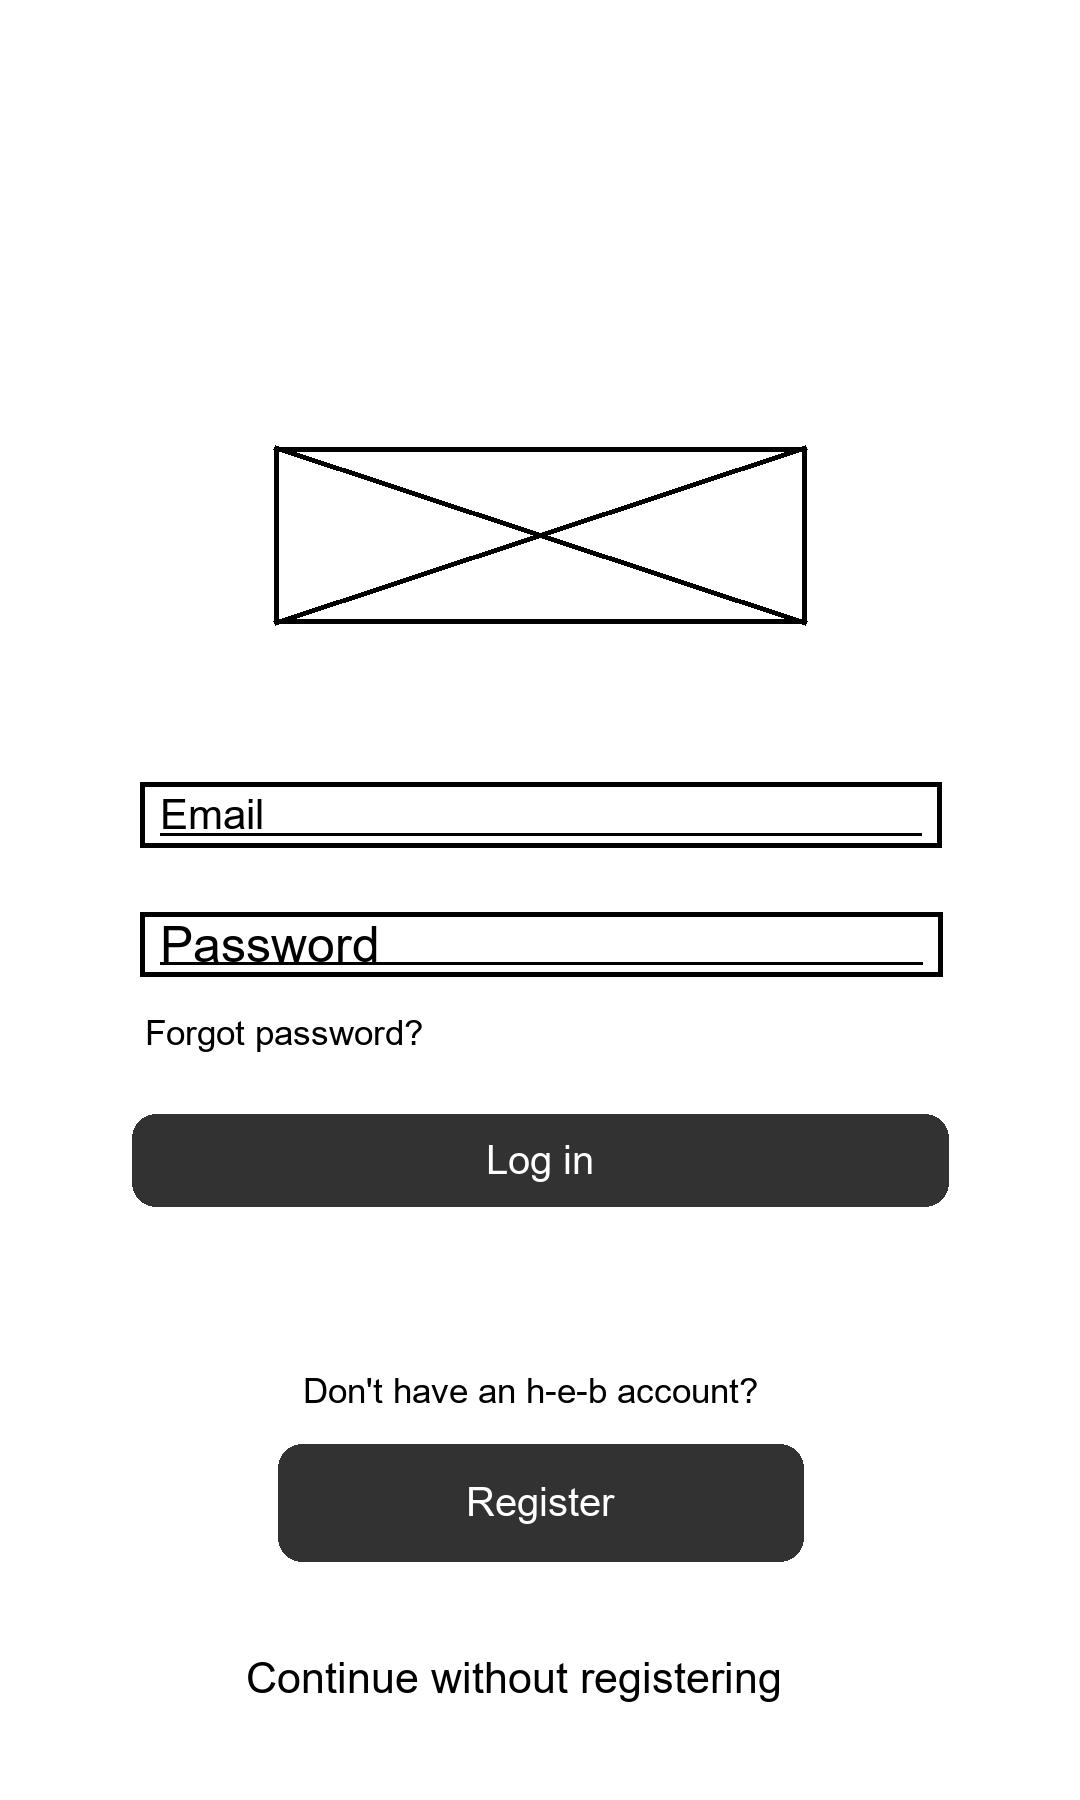 Email
Password
Forgot password?
Log in
Don't have an h-e-b account?
Register
Continue without registering